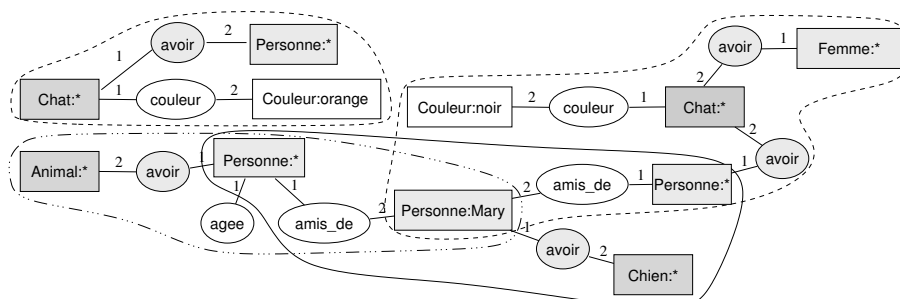 avoir 2 Personne:*
1
Chat:* 1 couleur 2 Couleur:orange
avoir 1 Femme:*
2
Couleur:noir 2 couleur 1 Chat:*
2
Animal:* 2 avoir 1 Personne:*
1 1
agee amis_de 2 Personne:Mary 2 amis_de 1 Personne:* 1 avoir
1
avoir 2 Chien:*